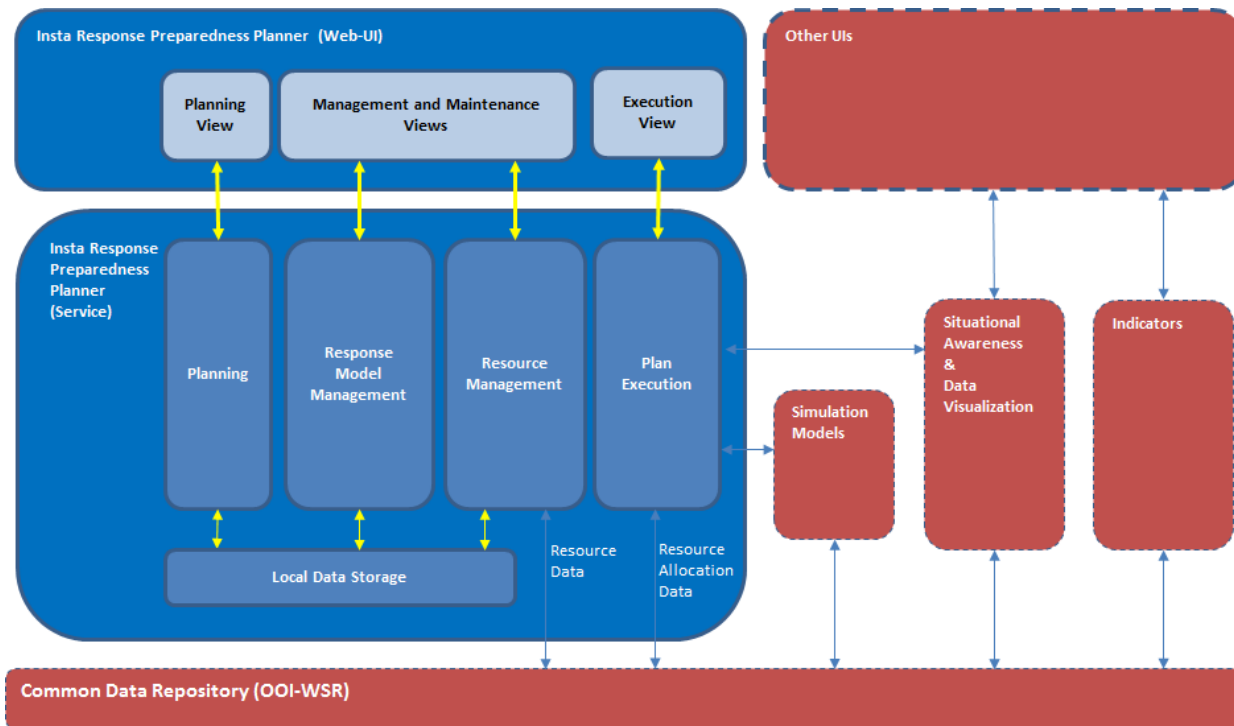 Insta Response Preparedness Planner (Web-UI)
Planning
View
Management and Maintenance
Views
Execution
View
Other UIs
Insta Response
Preparedness
Planner
(Service)
Planning
Response
Model
Management
Resource
Management
Plan
Execution
Simulation
Models
Situational
Awareness
&
Data
Visualization
Indicators
Local Data Storage
Resource
Data
Resource
Allocation
Data
Common Data Repository (OOI-WSR)